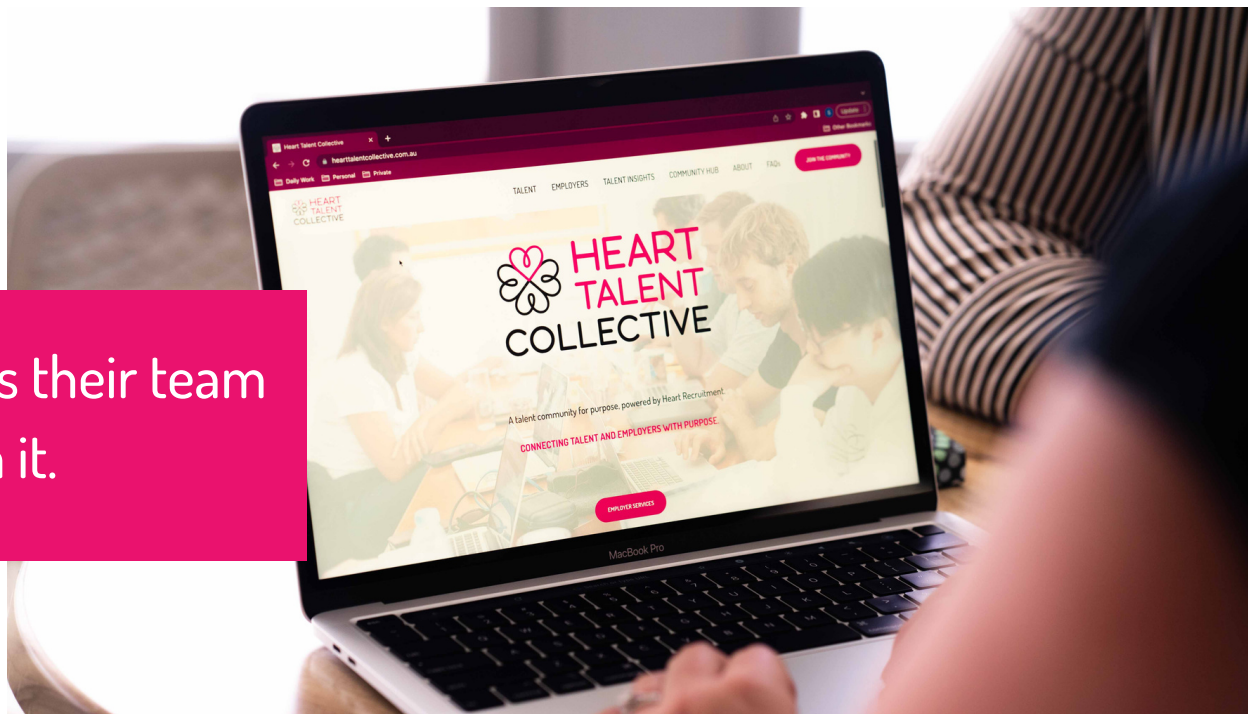 Heart Talent Collective
hearttalentcollective.com.au
Update
Other Bookmarks
Daily Work Personal Private
HEART
TALENT
COLLECTIVE
TALENT EMPLOYERS TALENT INSIGHTS COMMUNITY HUB ABOUT FAQs JOIN THE COMMUNITY
HEART
TALENT
COLLECTIVE
A talent community for purpose, powered by Heart Recruitment.
CONNECTING TALENT AND EMPLOYERS WITH PURPOSE.
EMPLOYER SERVICES
MacBook Pro
s their team
it.